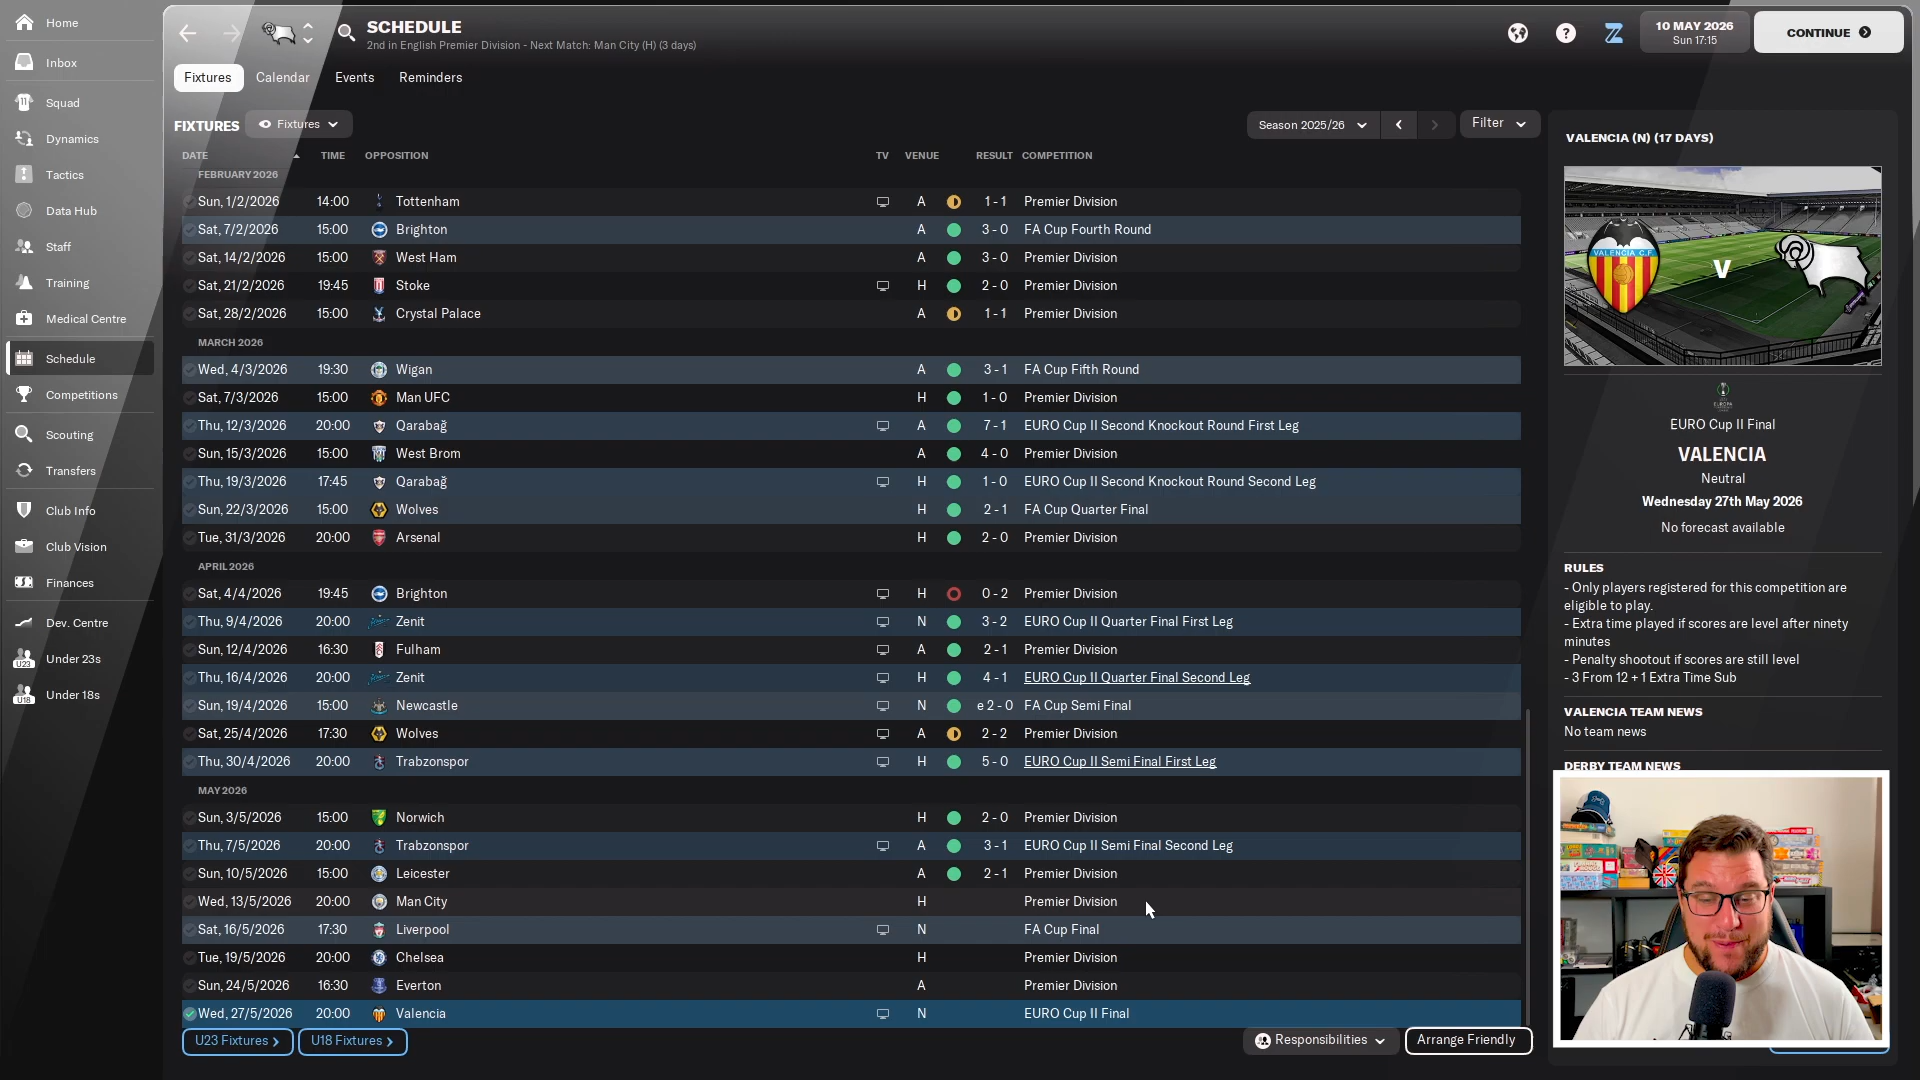 Home
Inbox
Squad
Dynamics
Tactics
Data Hub
Staff
Training
Medical Centre
Schedule
Competitions
Scouting
Transfers
Club Info
Club Vision
Finances
Dev. Centre
Under 23s
Under 18s
SCHEDULE
2nd in English Premier Division - Next Match: Man City (H) (3 days)
10 MAY 2026
Sun 17:15
CONTINUE
Fixtures Calendar Events Reminders
FIXTURES Fixtures Season 2025/26 Filter
DATE TIME OPPOSITION TV VENUE RESULT COMPETITION
FEBRUARY 2026
Sun, 1/2/2026 14:00 Tottenham A 1 - 1 Premier Division
Sat, 7/2/2026 15:00 Brighton A 3 - 0 FA Cup Fourth Round
Sat, 14/2/2026 15:00 West Ham A 3 - 0 Premier Division
Sat, 21/2/2026 19:45 Stoke H 2 - 0 Premier Division
Sat, 28/2/2026 15:00 Crystal Palace A 1 - 1 Premier Division
MARCH 2026
Wed, 4/3/2026 19:30 Wigan A 3 - 1 FA Cup Fifth Round
Sat, 7/3/2026 15:00 Man UFC H 1 - 0 Premier Division
Thu, 12/3/2026 20:00 Qarabağ A 7 - 1 EURO Cup II Second Knockout Round First Leg
Sun, 15/3/2026 15:00 West Brom A 4 - 0 Premier Division
Thu, 19/3/2026 17:45 Qarabağ H 1 - 0 EURO Cup II Second Knockout Round Second Leg
Sun, 22/3/2026 15:00 Wolves H 2 - 1 FA Cup Quarter Final
Tue, 31/3/2026 20:00 Arsenal H 2 - 0 Premier Division
APRIL 2026
Sat, 4/4/2026 19:45 Brighton H 0 - 2 Premier Division
Thu, 9/4/2026 20:00 Zenit N 3 - 2 EURO Cup II Quarter Final First Leg
Sun, 12/4/2026 16:30 Fulham A 2 - 1 Premier Division
Thu, 16/4/2026 20:00 Zenit H 4 - 1 EURO Cup II Quarter Final Second Leg
Sun, 19/4/2026 15:00 Newcastle N e 2 - 0 FA Cup Semi Final
Sat, 25/4/2026 17:30 Wolves A 2 - 2 Premier Division
Thu, 30/4/2026 20:00 Trabzonspor H 5 - 0 EURO Cup II Semi Final First Leg
MAY 2026
Sun, 3/5/2026 15:00 Norwich H 2 - 0 Premier Division
Thu, 7/5/2026 20:00 Trabzonspor A 3 - 1 EURO Cup II Semi Final Second Leg
Sun, 10/5/2026 15:00 Leicester A 2 - 1 Premier Division
Wed, 13/5/2026 20:00 Man City H Premier Division
Sat, 16/5/2026 17:30 Liverpool N FA Cup Final
Tue, 19/5/2026 20:00 Chelsea H Premier Division
Sun, 24/5/2026 16:30 Everton A Premier Division
Wed, 27/5/2026 20:00 Valencia N EURO Cup II Final
U23 Fixtures U18 Fixtures Responsibilities Arrange Friendly
VALENCIA (N) (17 DAYS)
VALENCIA C.F.
V
EUROPA
EURO Cup II Final
VALENCIA
Neutral
Wednesday 27th May 2026
No forecast available
RULES
- Only players registered for this competition are
eligible to play.
- Extra time played if scores are level after ninety
minutes
- Penalty shootout if scores are still level
- 3 From 12 + 1 Extra Time Sub
VALENCIA TEAM NEWS
No team news
DERBY TEAM NEWS